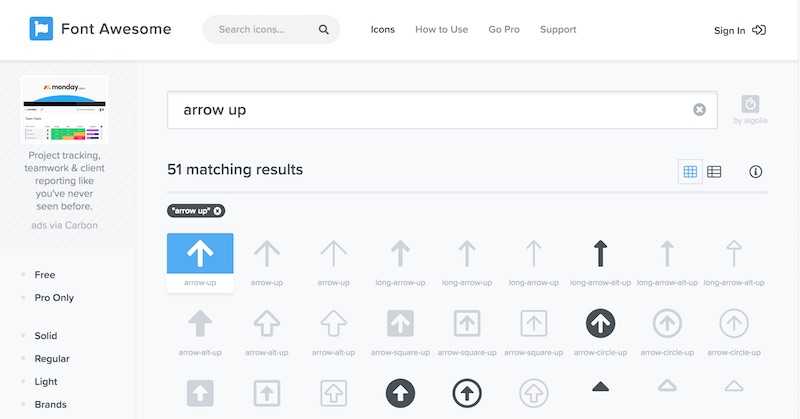 Font Awesome
Search icons...
Icons
How to Use
Go Pro
Support
Sign In
monday
Project tracking,
teamwork & client
reporting like
you've never
seen before.
ads via Carbon
Free
Pro Only
Solid
Regular
Light
Brands
arrow up
by algolia
51 matching results
"arrow up"
arrow-up arrow-up arrow-up long-arrow-up long-arrow-up long-arrow-up long-arrow-alt-up long-arrow-alt-up long-arrow-alt-up
arrow-alt-up arrow-alt-up arrow-alt-up arrow-square-up arrow-square-up arrow-square-up arrow-circle-up arrow-circle-up arrow-circle-up